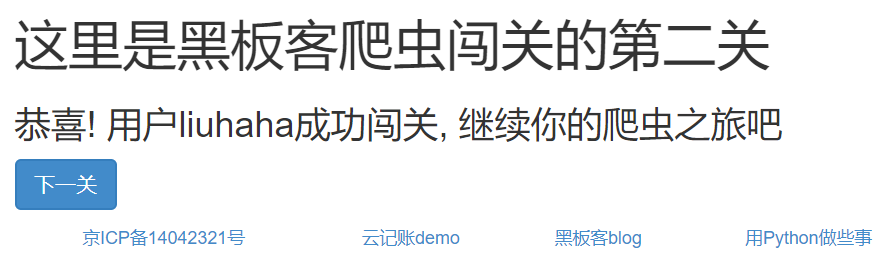 这里是黑板客爬虫闯关的第二关
恭喜! 用户liuhaha成功闯关, 继续你的爬虫之旅吧
下一关
京ICP备14042321号 云记账demo 黑板客blog 用Python做些事